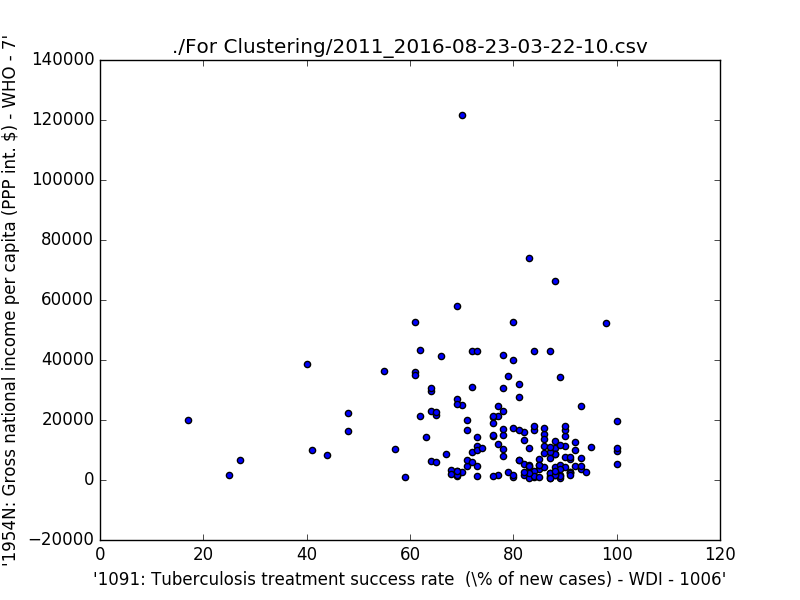 ./For Clustering/2011_2016-08-23-03-22-10.csv
'1954N: Gross national income per capita (PPP int. $) - WHO - 7'
140000
120000
100000
80000
60000
40000
20000
0
−20000
0 20 40 60 80 100 120
'1091: Tuberculosis treatment success rate  (\% of new cases) - WDI - 1006'